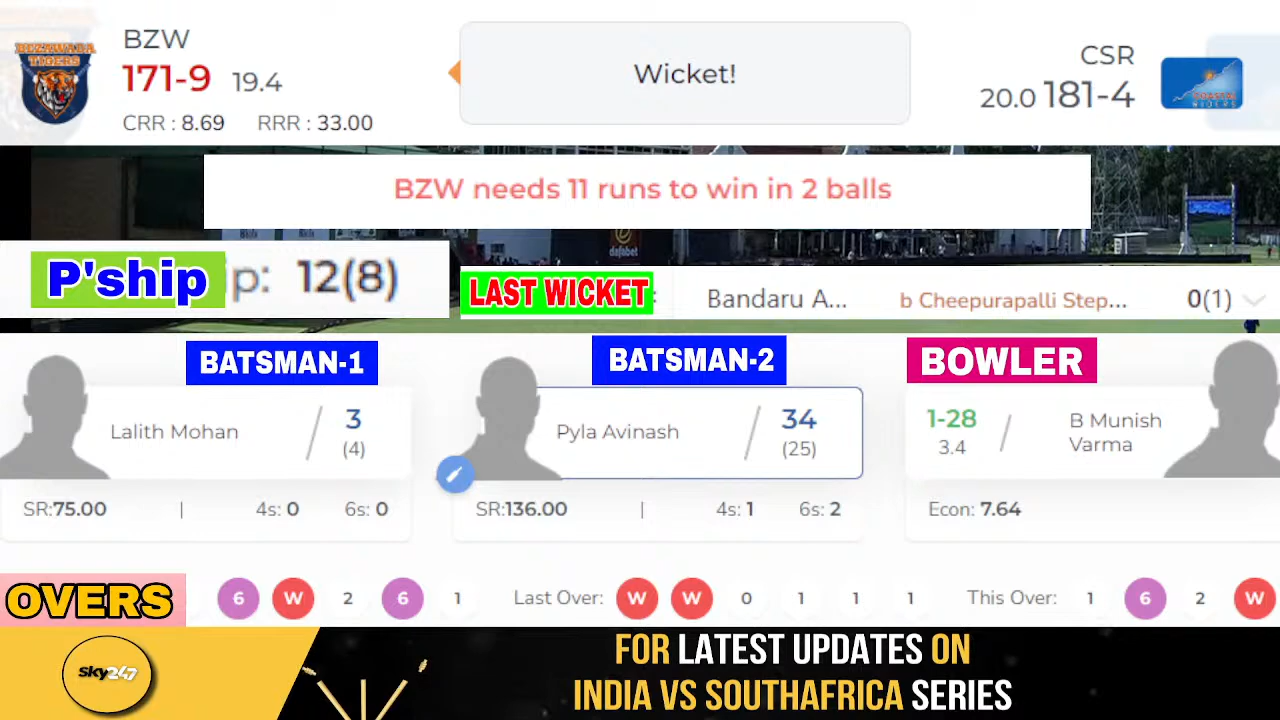 BZW
171-9 19.4
CRR : 8.69 RRR : 33.00
BEZAWADA
TIGERS
Wicket!
CSR
20.0 181-4
RIDERS
BZW needs 11 runs to win in 2 balls
dafabet
P'ship p: 12(8)
LAST WICKET : Bandaru A... b Cheepurapalli Step... 0(1)
BATSMAN-1
Lalith Mohan 3
(4)
SR:75.00 | 4s: 0 6s: 0
BATSMAN-2
Pyla Avinash 34
(25)
SR:136.00 | 4s: 1 6s: 2
BOWLER
1-28
3.4
B Munish
Varma
Econ: 7.64
OVERS 6 W 2 6 1 Last Over: W W 0 1 1 1 This Over: 1 6 2 W
sky247
FOR LATEST UPDATES ON
INDIA VS SOUTHAFRICA SERIES